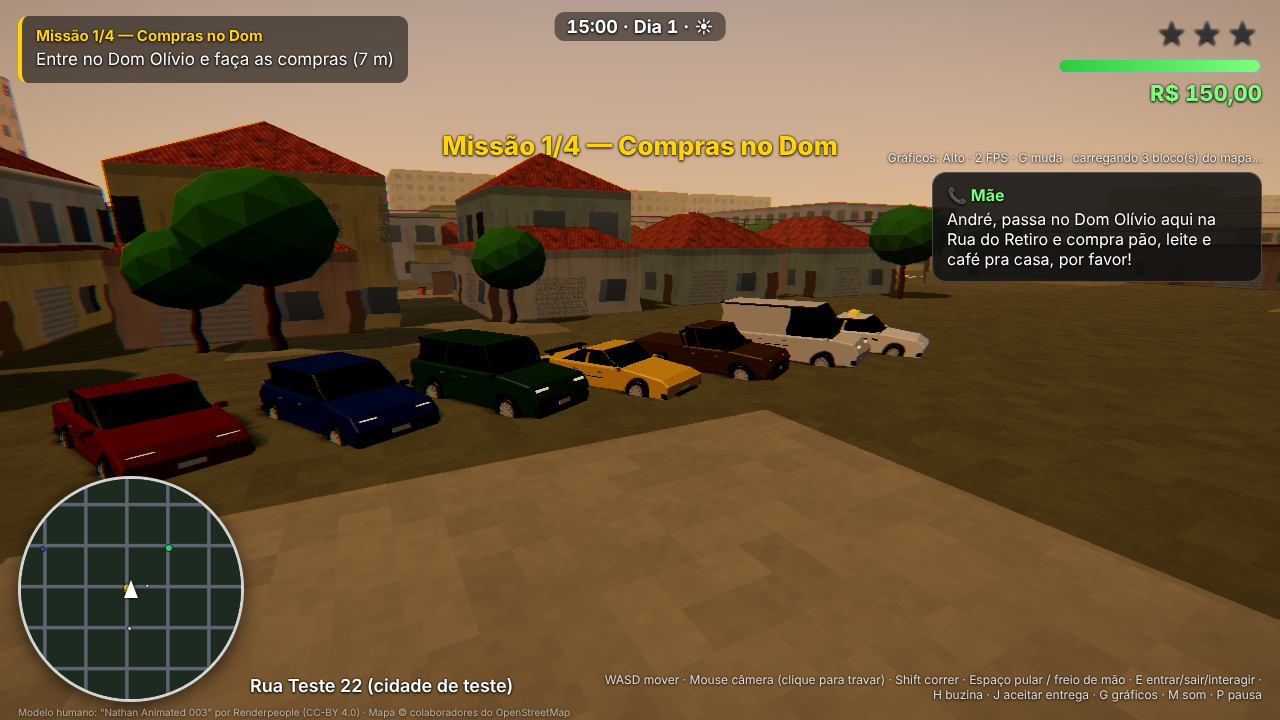 Missão 1/4 — Compras no Dom
Entre no Dom Olívio e faça as compras (7 m)
15:00 · Dia 1 · ☀
★ ★ ★
R$ 150,00
Missão 1/4 — Compras no Dom
Gráficos: Alto · 2 FPS · G muda · carregando 3 bloco(s) do mapa...
📞 Mãe
André, passa no Dom Olívio aqui na
Rua do Retiro e compra pão, leite e
café pra casa, por favor!
Rua Teste 22 (cidade de teste)
WASD mover · Mouse câmera (clique para travar) · Shift correr · Espaço pular / freio de mão · E entrar/sair/interagir ·
H buzina · J aceitar entrega · G gráficos · M som · P pausa
Modelo humano: “Nathan Animated 003” por Renderpeople (CC-BY 4.0) · Mapa © colaboradores do OpenStreetMap